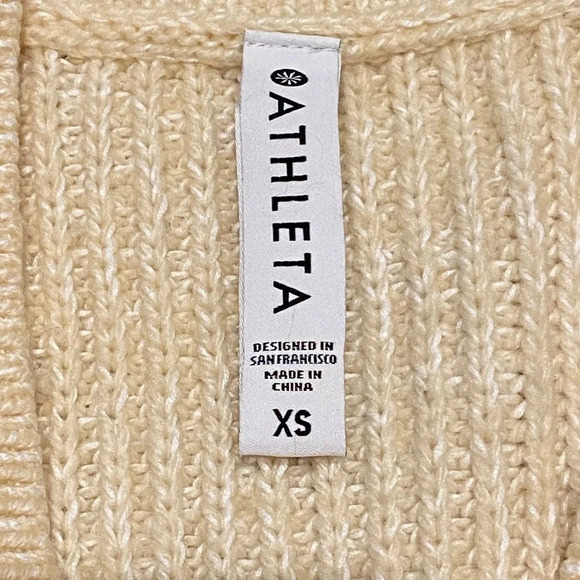 ATHLETA
DESIGNED IN
SAN FRANCISCO
MADE IN
CHINA
XS